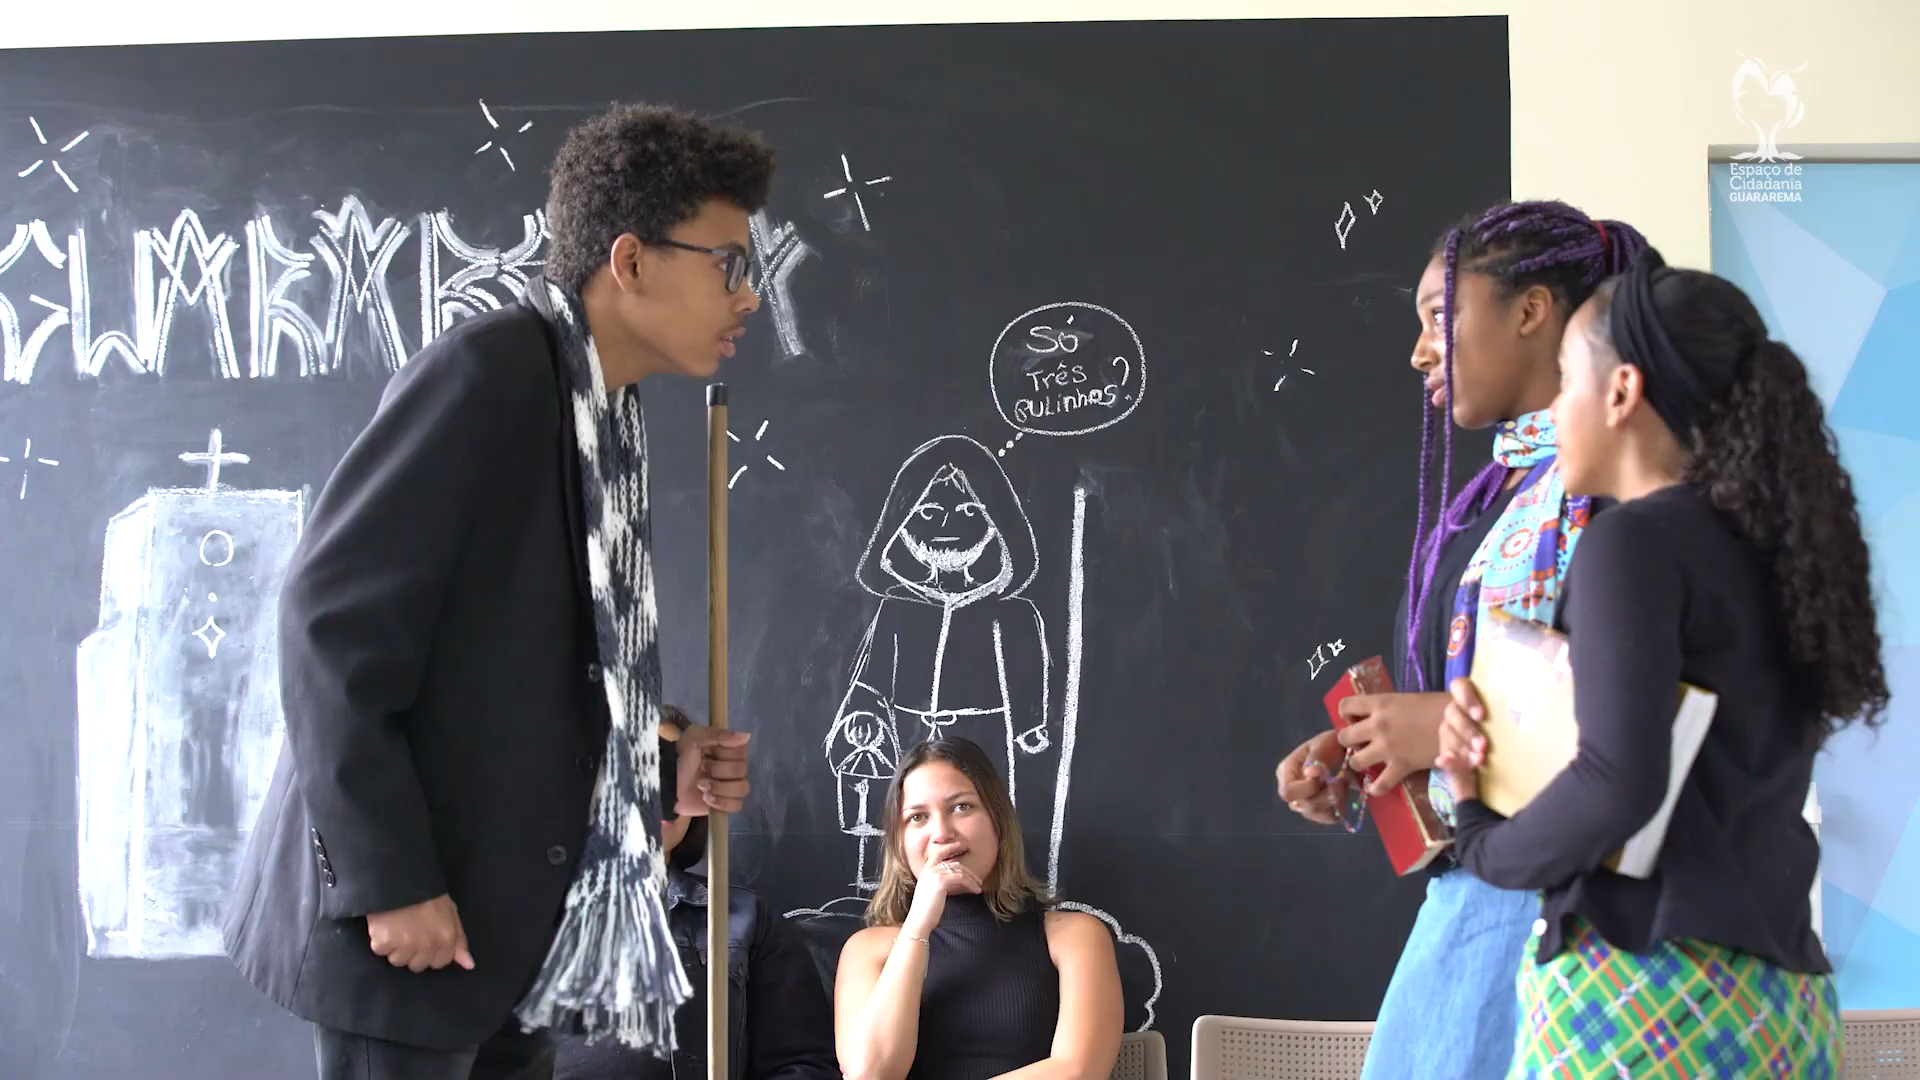 Só
Três
PULinhos?
Espaço de
Cidadania
GUARAREMA